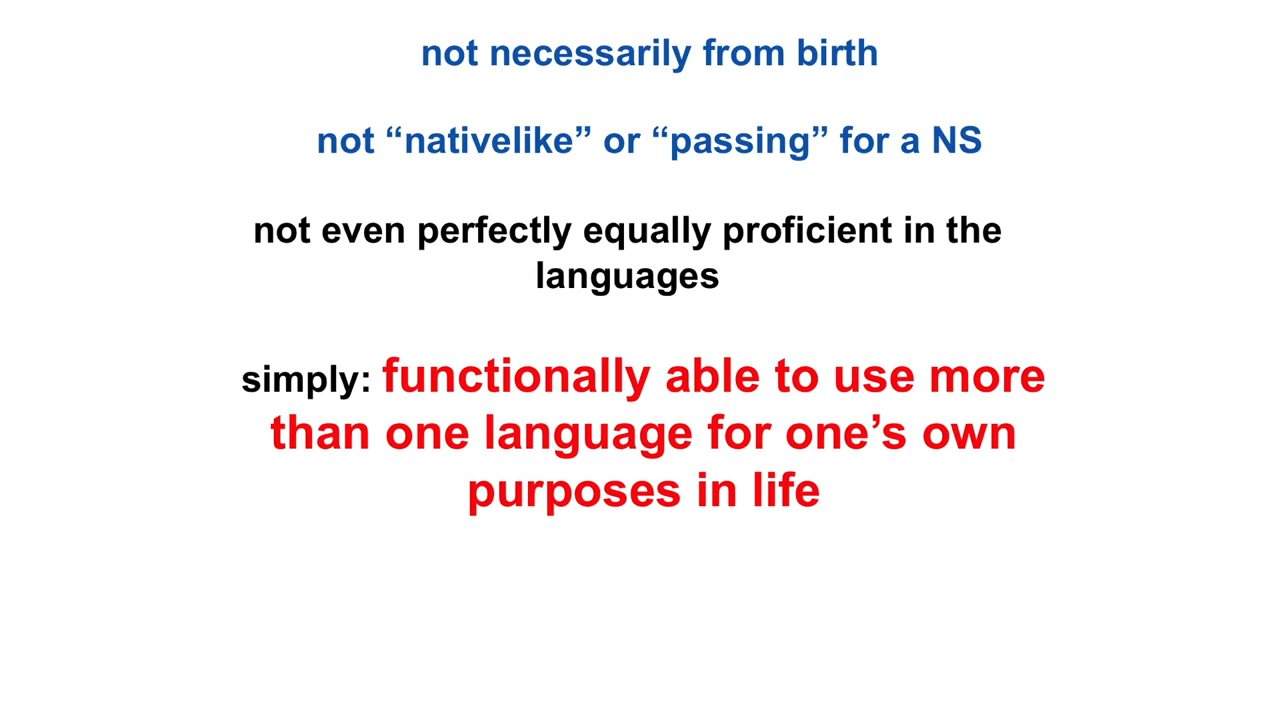 not necessarily from birth
not “nativelike” or “passing” for a NS
not even perfectly equally proficient in the
languages
simply: functionally able to use more
than one language for one’s own
purposes in life